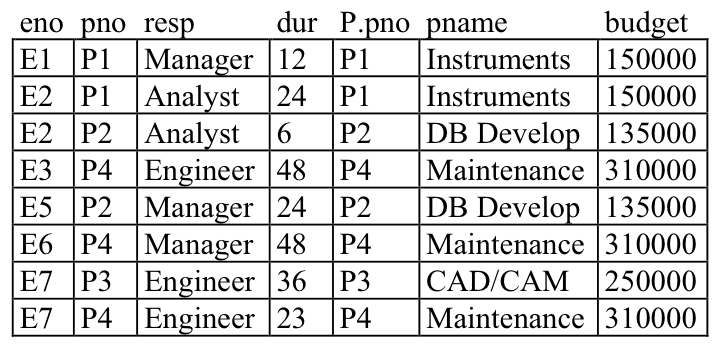 eno pno resp dur P.pno pname budget
E1 P1 Manager 12 P1 Instruments 150000
E2 P1 Analyst 24 P1 Instruments 150000
E2 P2 Analyst 6 P2 DB Develop 135000
E3 P4 Engineer 48 P4 Maintenance 310000
E5 P2 Manager 24 P2 DB Develop 135000
E6 P4 Manager 48 P4 Maintenance 310000
E7 P3 Engineer 36 P3 CAD/CAM 250000
E7 P4 Engineer 23 P4 Maintenance 310000